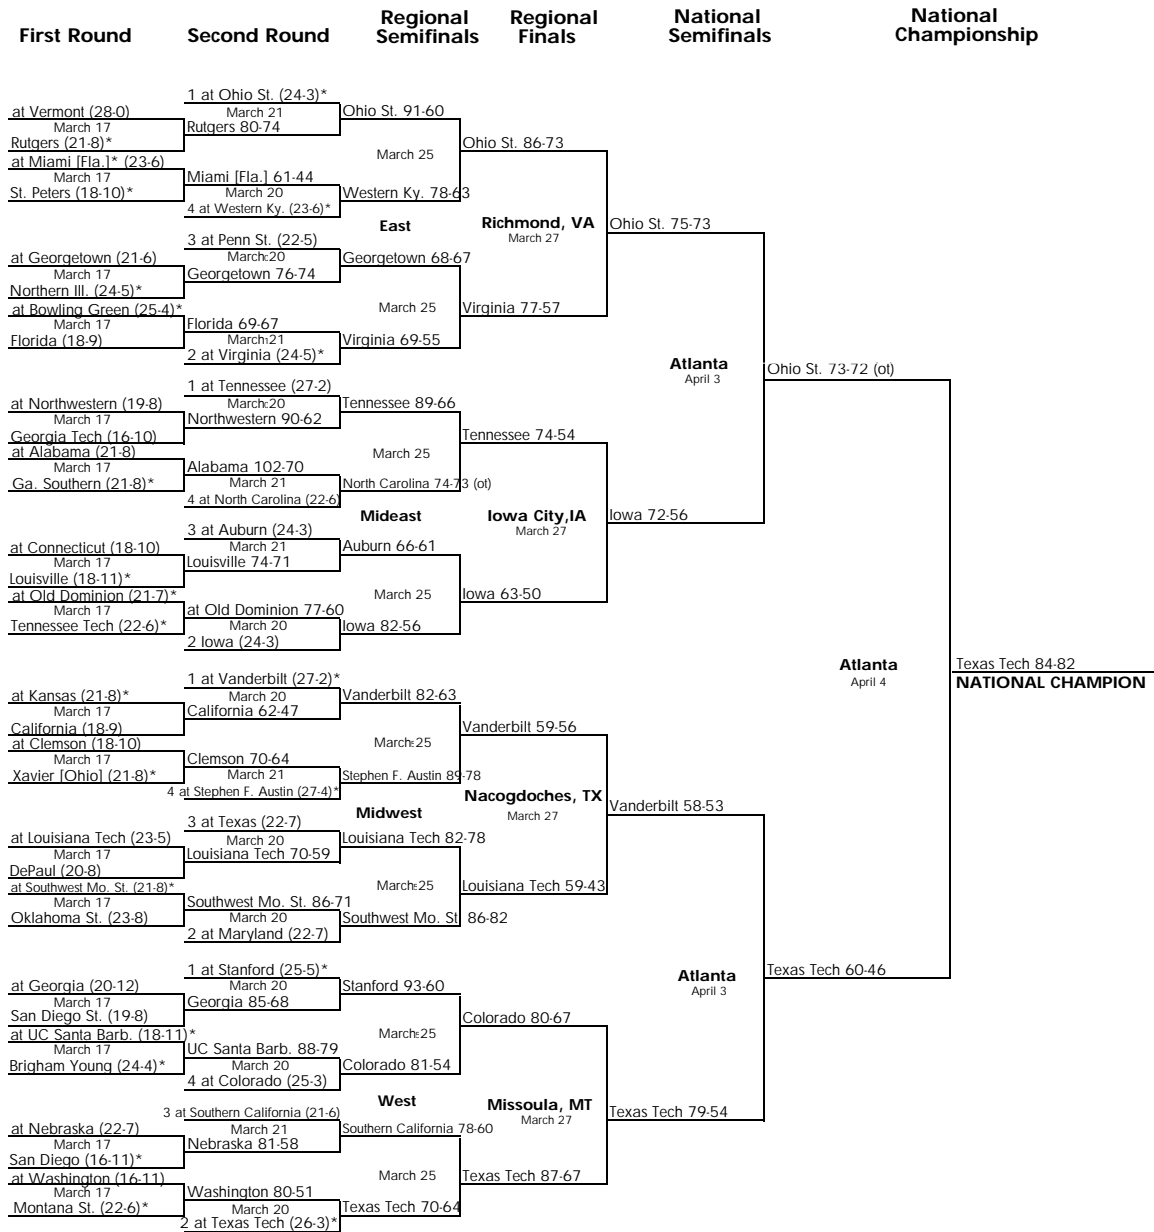 First Round
Second Round
Regional
Semifinals
Regional
Finals
National
Semifinals
National
Championship
1 at Ohio St. (24-3)*
at Vermont (28-0)
March 21
Ohio St. 91-60
March 17
Rutgers 80-74
Rutgers (21-8)*
Ohio St. 86-73
at Miami [Fla.]* (23-6)
March 25
March 17
Miami [Fla.] 61-44
St. Peters (18-10)*
March 20
Western Ky. 78-63
4 at Western Ky. (23-6)*
East
Richmond, VA
March 27
Ohio St. 75-73
3 at Penn St. (22-5)
at Georgetown (21-6)
March 20
Georgetown 68-67
March 17
Georgetown 76-74
Northern Ill. (24-5)*
at Bowling Green (25-4)*
March 25
Virginia 77-57
March 17
Florida 69-67
Florida (18-9)
March 21
Virginia 69-55
2 at Virginia (24-5)*
Atlanta
April 3
Ohio St. 73-72 (ot)
1 at Tennessee (27-2)
at Northwestern (19-8)
March 20
Tennessee 89-66
March 17
Northwestern 90-62
Georgia Tech (16-10)
Tennessee 74-54
at Alabama (21-8)
March 25
March 17
Alabama 102-70
Ga. Southern (21-8)*
March 21
North Carolina 74-73 (ot)
4 at North Carolina (22-6)
Mideast
Iowa City,IA
March 27
Iowa 72-56
3 at Auburn (24-3)
at Connecticut (18-10)
March 21
Auburn 66-61
March 17
Louisville 74-71
Louisville (18-11)*
at Old Dominion (21-7)*
March 25
Iowa 63-50
March 17
at Old Dominion 77-60
Tennessee Tech (22-6)*
March 20
Iowa 82-56
2 Iowa (24-3)
Atlanta
April 4
Texas Tech 84-82
NATIONAL CHAMPION
1 at Vanderbilt (27-2)*
at Kansas (21-8)*
March 20
Vanderbilt 82-63
March 17
California 62-47
California (18-9)
Vanderbilt 59-56
at Clemson (18-10)
March 25
March 17
Clemson 70-64
Xavier [Ohio] (21-8)*
March 21
Stephen F. Austin 89-78
4 at Stephen F. Austin (27-4)*
Midwest
Nacogdoches, TX
March 27
Vanderbilt 58-53
3 at Texas (22-7)
at Louisiana Tech (23-5)
March 20
Louisiana Tech 82-78
March 17
Louisiana Tech 70-59
DePaul (20-8)
at Southwest Mo. St. (21-8)*
March 25
Louisiana Tech 59-43
March 17
Southwest Mo. St. 86-71
Oklahoma St. (23-8)
March 20
Southwest Mo. St. 86-82
2 at Maryland (22-7)
Atlanta
April 3
Texas Tech 60-46
1 at Stanford (25-5)*
at Georgia (20-12)
March 20
Stanford 93-60
March 17
Georgia 85-68
San Diego St. (19-8)
Colorado 80-67
at UC Santa Barb. (18-11)*
March 25
March 17
UC Santa Barb. 88-79
Brigham Young (24-4)*
March 20
Colorado 81-54
4 at Colorado (25-3)
West
Missoula, MT
March 27
Texas Tech 79-54
3 at Southern California (21-6)
at Nebraska (22-7)
March 21
Southern California 78-60
March 17
Nebraska 81-58
San Diego (16-11)*
at Washington (16-11)
March 25
Texas Tech 87-67
March 17
Washington 80-51
Montana St. (22-6)*
March 20
Texas Tech 70-64
2 at Texas Tech (26-3)*